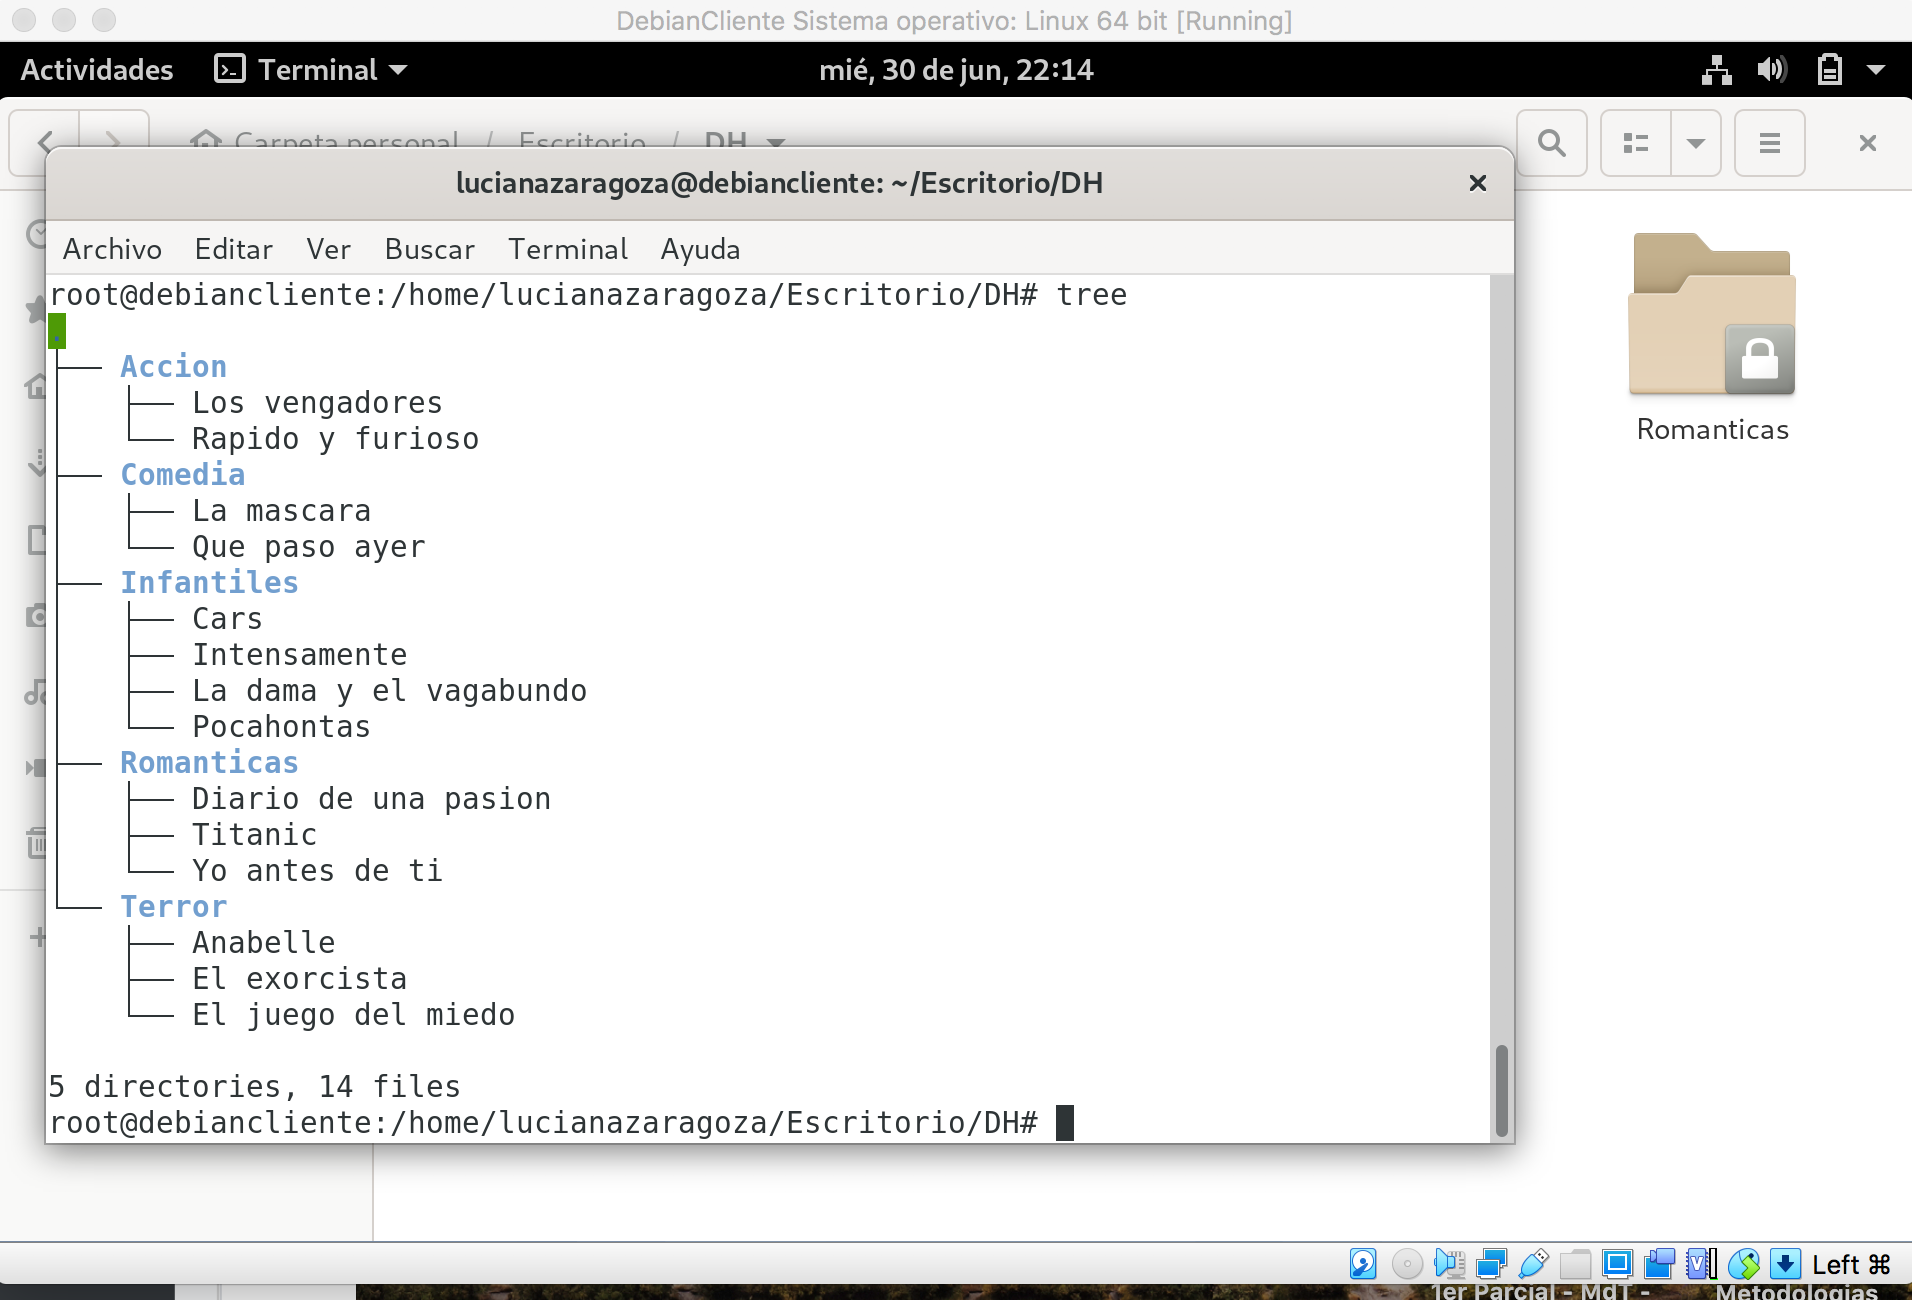 DebianCliente Sistema operativo: Linux 64 bit [Running]
Actividades Terminal mié, 30 de jun, 22:14
Carpeta personal / Escritorio / DH
lucianazaragoza@debiancliente: ~/Escritorio/DH
Archivo Editar Ver Buscar Terminal Ayuda
root@debiancliente:/home/lucianazaragoza/Escritorio/DH# tree
.
├── Accion
│   ├── Los vengadores
│   └── Rapido y furioso
├── Comedia
│   ├── La mascara
│   └── Que paso ayer
├── Infantiles
│   ├── Cars
│   ├── Intensamente
│   ├── La dama y el vagabundo
│   └── Pocahontas
├── Romanticas
│   ├── Diario de una pasion
│   ├── Titanic
│   └── Yo antes de ti
└── Terror
    ├── Anabelle
    ├── El exorcista
    └── El juego del miedo
5 directories, 14 files
root@debiancliente:/home/lucianazaragoza/Escritorio/DH#
Romanticas
Left ⌘
1er Parcial - MdT - Metodologias